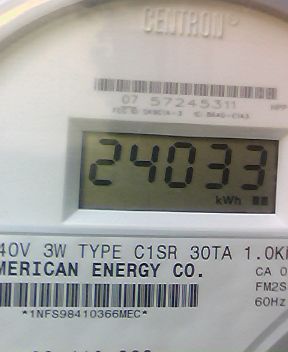 CENTRON®
07 57245311
24033
kWh
40V 3W TYPE C1SR 30TA 1.0K
MERICAN ENERGY CO.
CA 0
FM2S
60Hz
*1NFS98410366MEC*